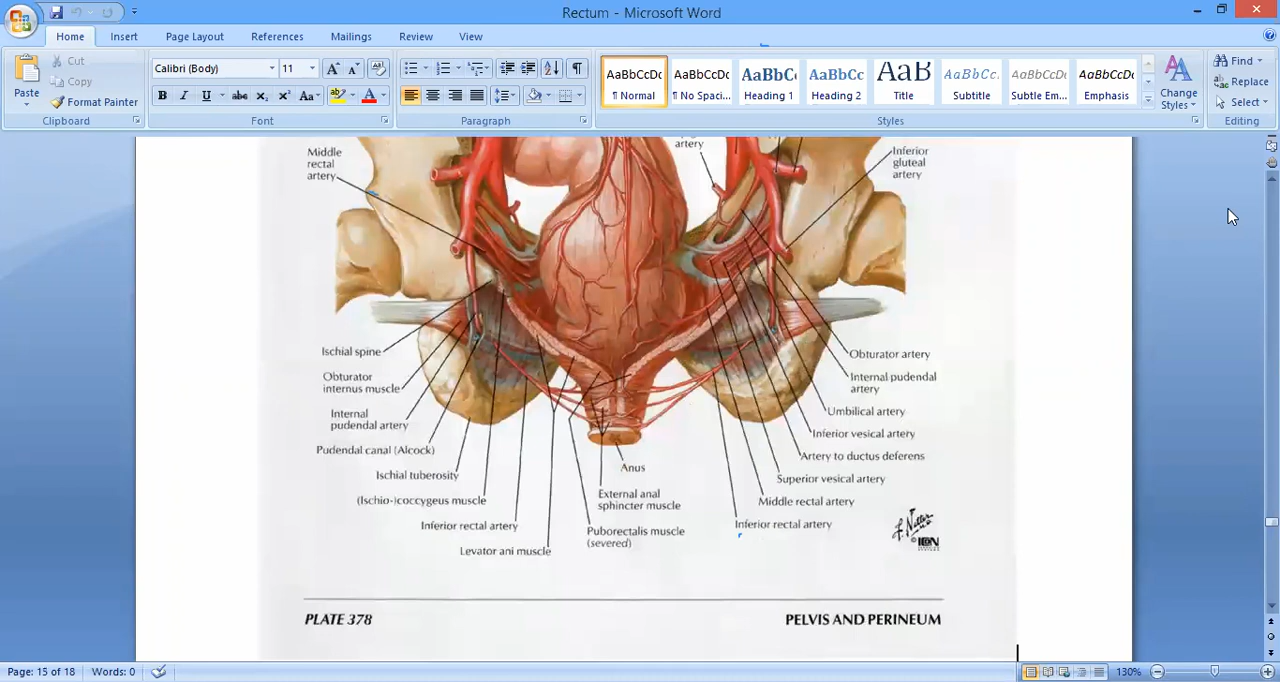 Rectum - Microsoft Word
Home
Insert
Page Layout
References
Mailings
Review
View
Paste
Cut
Copy
Format Painter
Clipboard
Calibri (Body)
11
Font
Paragraph
AaBbCcDc
¶ Normal
AaBbCcDc
¶ No Spaci...
AaBbC
Heading 1
AaBbCc
Heading 2
AaB
Title
AaBbCc.
Subtitle
AaBbCcDc
Subtle Em...
AaBbCcDc
Emphasis
Change
Styles
Styles
Find
Replace
Select
Editing
Middle
rectal
artery
artery
Inferior
gluteal
artery
Ischial spine
Obturator
internus muscle
Internal
pudendal artery
Pudendal canal (Alcock)
Ischial tuberosity
(Ischio-)coccygeus muscle
Inferior rectal artery
Levator ani muscle
Anus
External anal
sphincter muscle
Puborectalis muscle
(severed)
Obturator artery
Internal pudendal
artery
Umbilical artery
Inferior vesical artery
Artery to ductus deferens
Superior vesical artery
Middle rectal artery
Inferior rectal artery
PLATE 378
PELVIS AND PERINEUM
Page: 15 of 18
Words: 0
130%